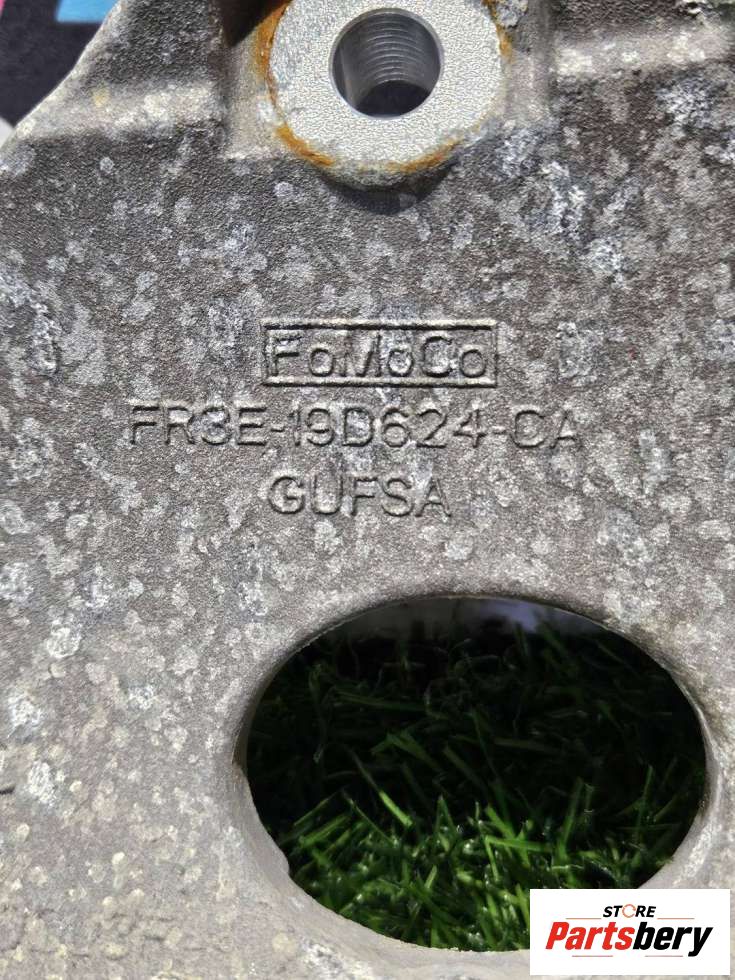 FoMoCo
FR3E-19D624-CA
GUFSA
STORE
Partsbery